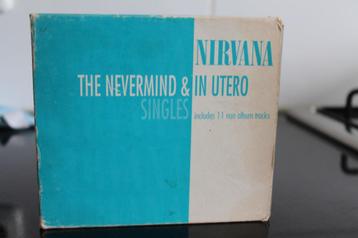 NIRVANA
THE NEVERMIND & IN UTERO
SINGLES includes 11 non album tracks